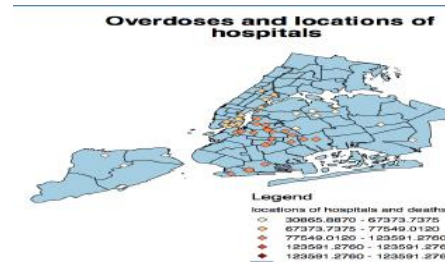 Overdoses and locations of
hospitals
Legend
locations of hospitals and deaths
30865.8870 - 67373.7375
67373.7375 - 77549.0120
77549.0120 - 123591.2760
123591.2760 - 123591.276
123591.2760 - 123591.276